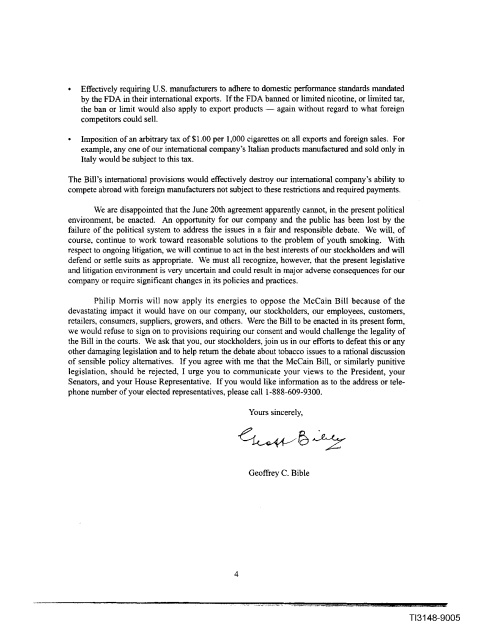 • Effectively requiring U.S. manufacturers to adhere to domestic performance standards mandated
by the FDA in their international exports. If the FDA banned or limited nicotine, or limited tar,
the ban or limit would also apply to export products — again without regard to what foreign
competitors could sell.
• Imposition of an arbitrary tax of $1.00 per 1,000 cigarettes on all exports and foreign sales. For
example, any one of our international company's Italian products manufactured and sold only in
Italy would be subject to this tax.
The Bill's international provisions would effectively destroy our international company's ability to
compete abroad with foreign manufacturers not subject to these restrictions and required payments.
We are disappointed that the June 20th agreement apparently cannot, in the present political
environment, be enacted. An opportunity for our company and the public has been lost by the
failure of the political system to address the issues in a fair and responsible debate. We will, of
course, continue to work toward reasonable solutions to the problem of youth smoking. With
respect to ongoing litigation, we will continue to act in the best interests of our stockholders and will
defend or settle suits as appropriate. We must all recognize, however, that the present legislative
and litigation environment is very uncertain and could result in major adverse consequences for our
company or require significant changes in its policies and practices.
Philip Morris will now apply its energies to oppose the McCain Bill because of the
devastating impact it would have on our company, our stockholders, our employees, customers,
retailers, consumers, suppliers, growers, and others. Were the Bill to be enacted in its present form,
we would refuse to sign on to provisions requiring our consent and would challenge the legality of
the Bill in the courts. We ask that you, our stockholders, join us in our efforts to defeat this or any
other damaging legislation and to help return the debate about tobacco issues to a rational discussion
of sensible policy alternatives. If you agree with me that the McCain Bill, or similarly punitive
legislation, should be rejected, I urge you to communicate your views to the President, your
Senators, and your House Representative. If you would like information as to the address or tele-
phone number of your elected representatives, please call 1-888-609-9300.
Yours sincerely,
Geoff Bible
Geoffrey C. Bible
4
TI3148-9005